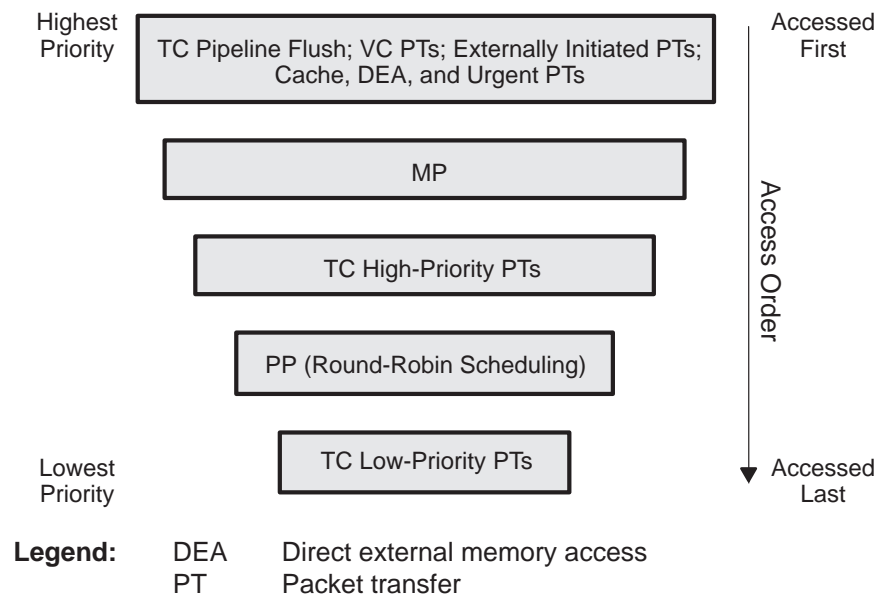 Highest
Priority
TC Pipeline Flush; VC PTs; Externally Initiated PTs;
Cache, DEA, and Urgent PTs
Accessed
First
MP
TC High-Priority PTs
Access Order
PP (Round-Robin Scheduling)
TC Low-Priority PTs
Lowest
Priority
Accessed
Last
Legend: DEA Direct external memory access
PT Packet transfer